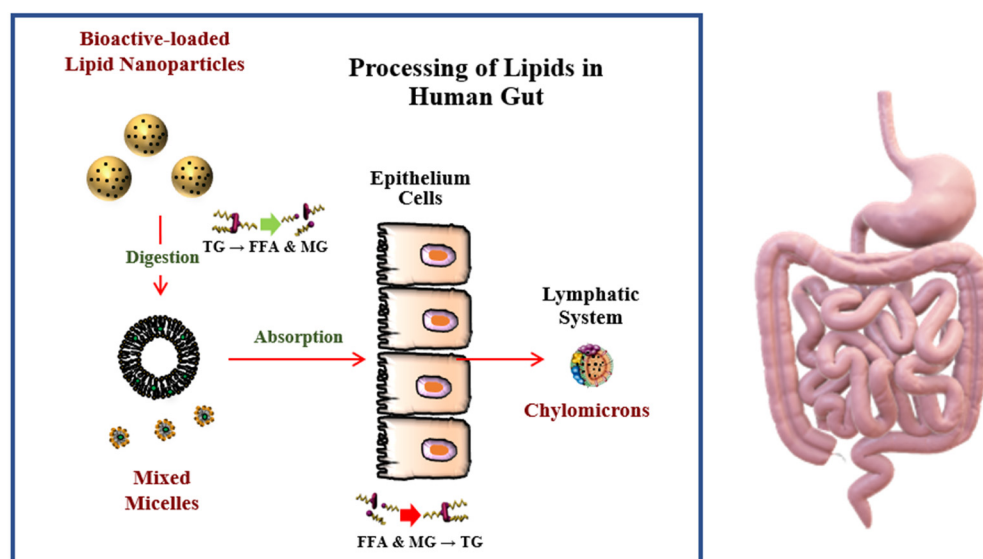 Bioactive-loaded
Lipid Nanoparticles
Processing of Lipids in
Human Gut
Epithelium
Cells
TG → FFA & MG
Digestion
Absorption
Lymphatic
System
Chylomicrons
Mixed
Micelles
FFA & MG → TG